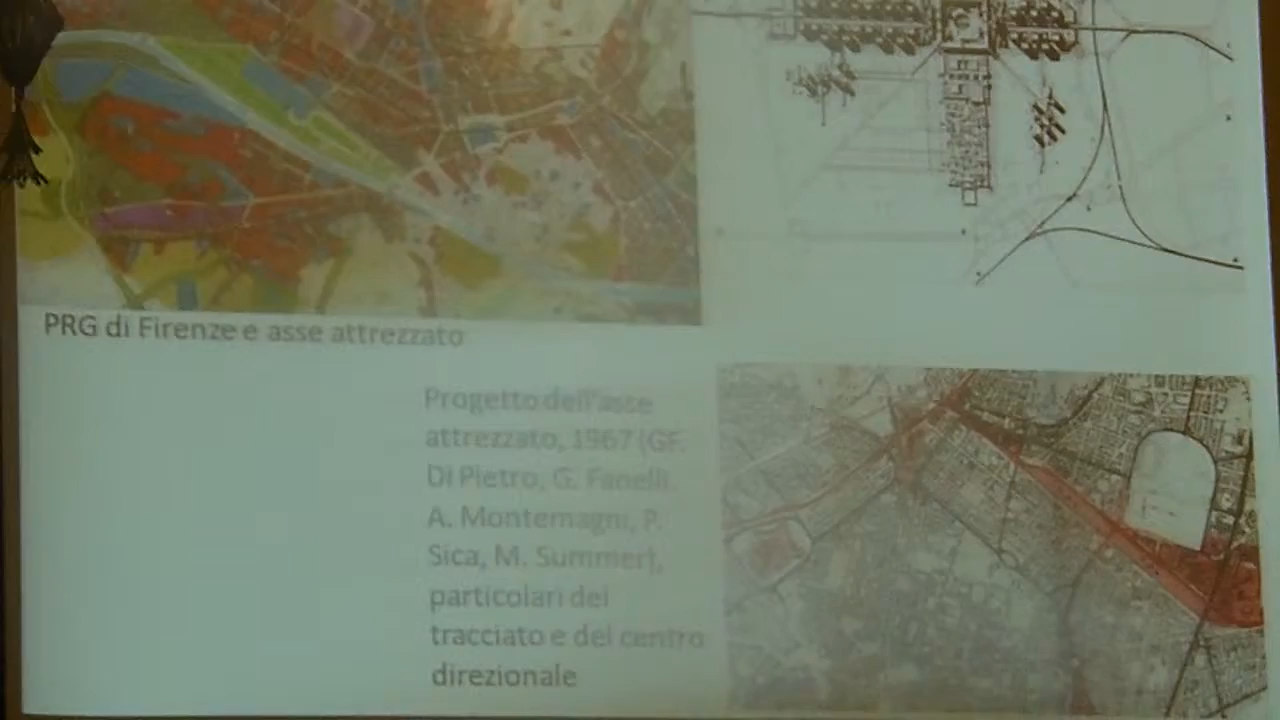 PRG di Firenze e asse attrezzato
Progetto dell'asse
attrezzato, 1967 (GF.
Di Pietro, G. Fanelli,
A. Montemagni, P.
Sica, M. Summer),
particolari del
tracciato e del centro
direzionale